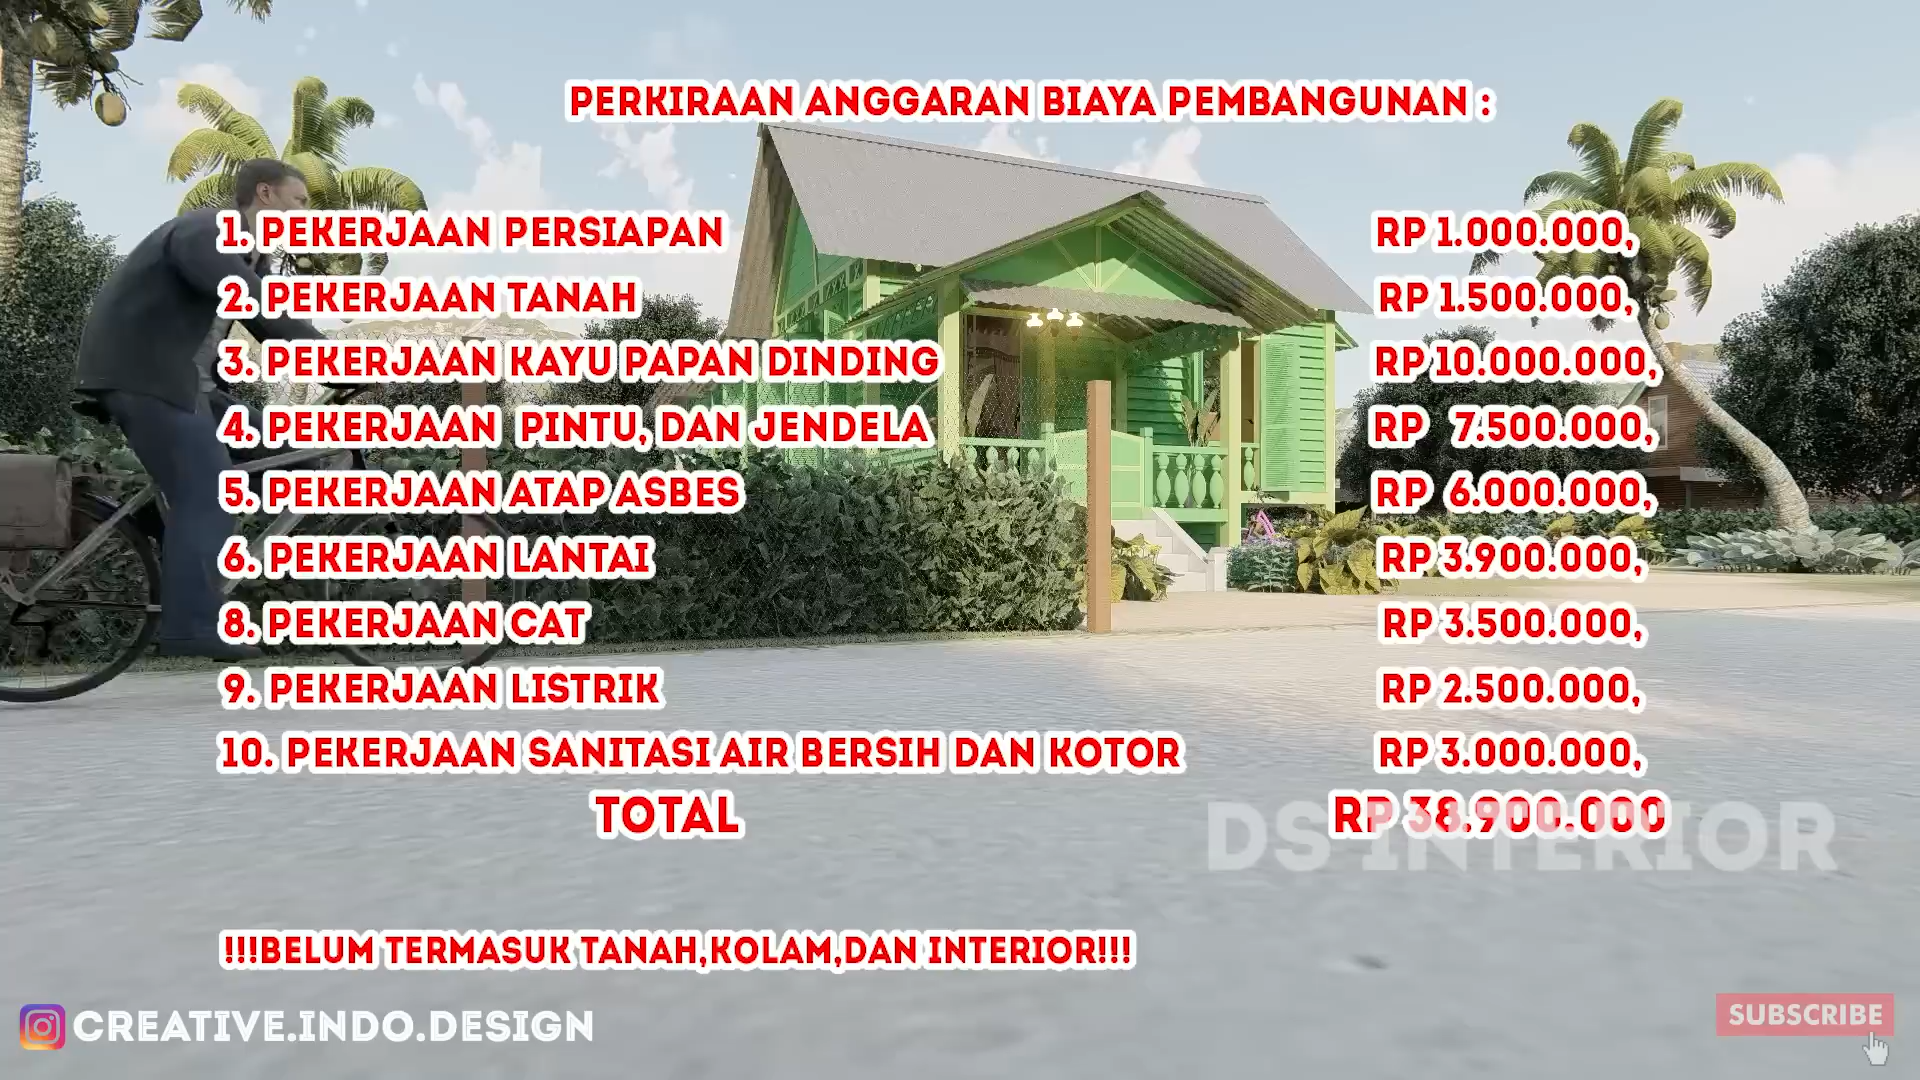 PERKIRAAN ANGGARAN BIAYA PEMBANGUNAN :
1. PEKERJAAN PERSIAPAN RP 1.000.000,
2. PEKERJAAN TANAH RP 1.500.000,
3. PEKERJAAN KAYU PAPAN DINDING RP 10.000.000,
4. PEKERJAAN PINTU, DAN JENDELA RP 7.500.000,
5. PEKERJAAN ATAP ASBES RP 6.000.000,
6. PEKERJAAN LANTAI RP 3.900.000,
8. PEKERJAAN CAT RP 3.500.000,
9. PEKERJAAN LISTRIK RP 2.500.000,
10. PEKERJAAN SANITASI AIR BERSIH DAN KOTOR RP 3.000.000,
TOTAL RP 38.900.000
DS INTERIOR
!!!BELUM TERMASUK TANAH,KOLAM,DAN INTERIOR!!!
CREATIVE.INDO.DESIGN
SUBSCRIBE